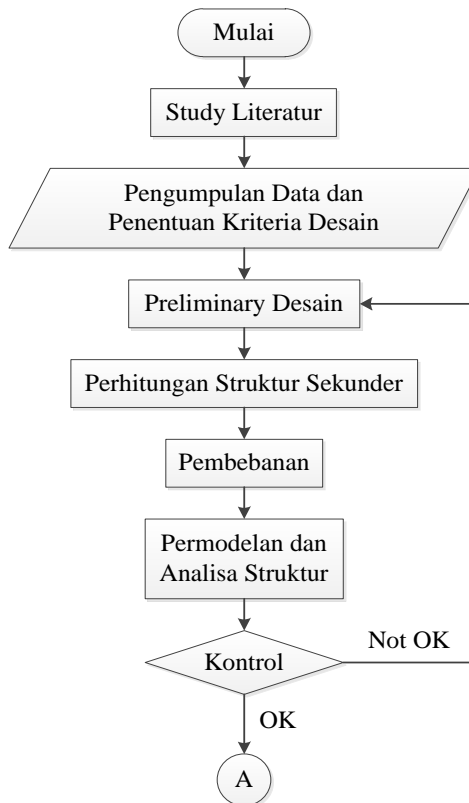 Mulai
Study Literatur
Pengumpulan Data dan
Penentuan Kriteria Desain
Preliminary Desain
Perhitungan Struktur Sekunder
Pembebanan
Permodelan dan
Analisa Struktur
Kontrol
Not OK
OK
A